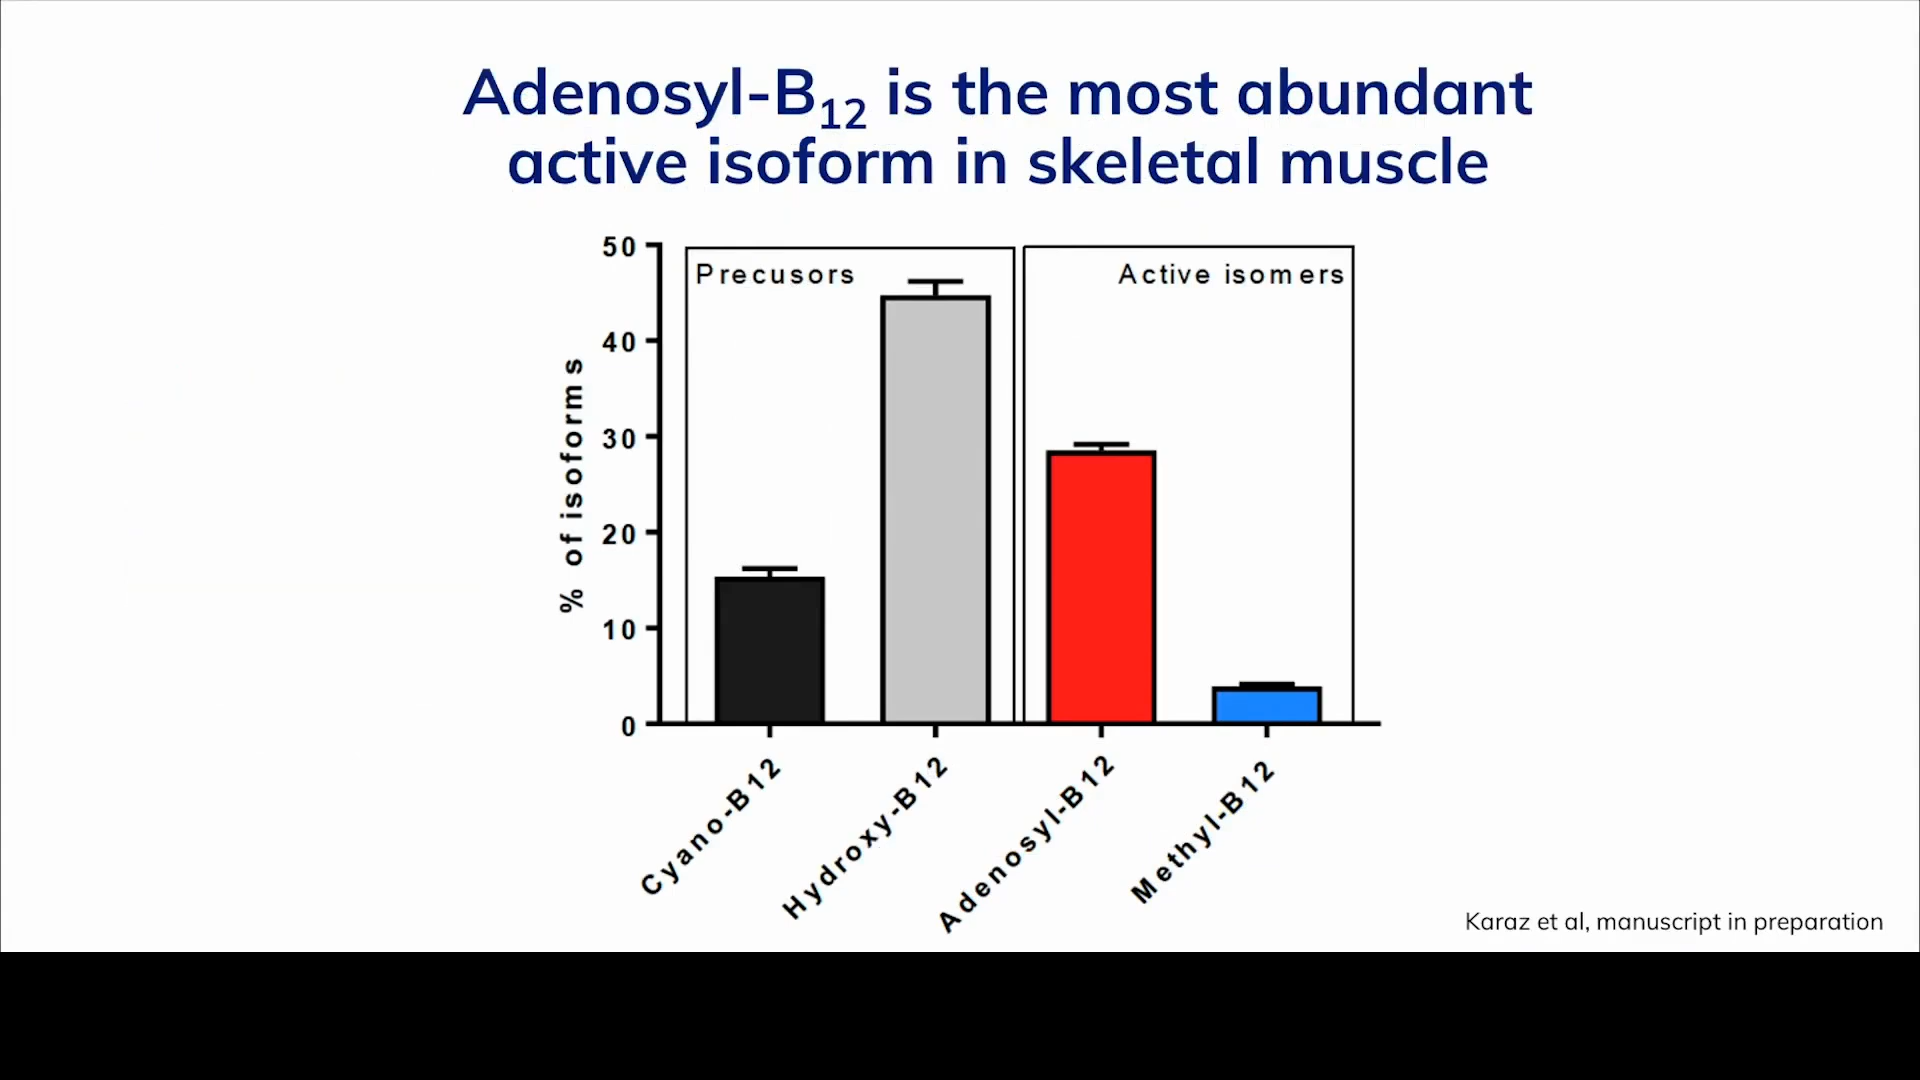 Adenosyl-B12 is the most abundant
active isoform in skeletal muscle
% of isoforms
50
40
30
20
10
0
Precusors
Active isomers
Cyano-B12
Hydroxy-B12
Adenosyl-B12
Methyl-B12
Karaz et al, manuscript in preparation